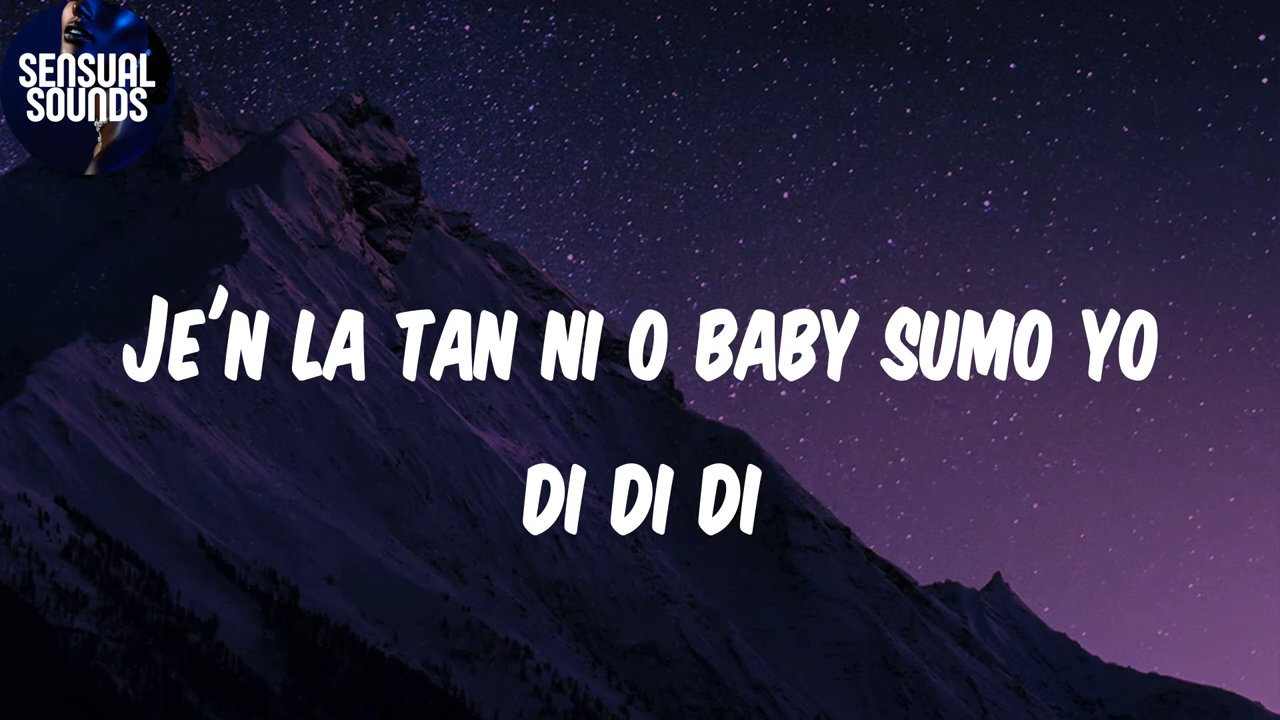 SENSUAL
SOUNDS
JE'N LA TAN NI O BABY SUMO YO
DI DI DI